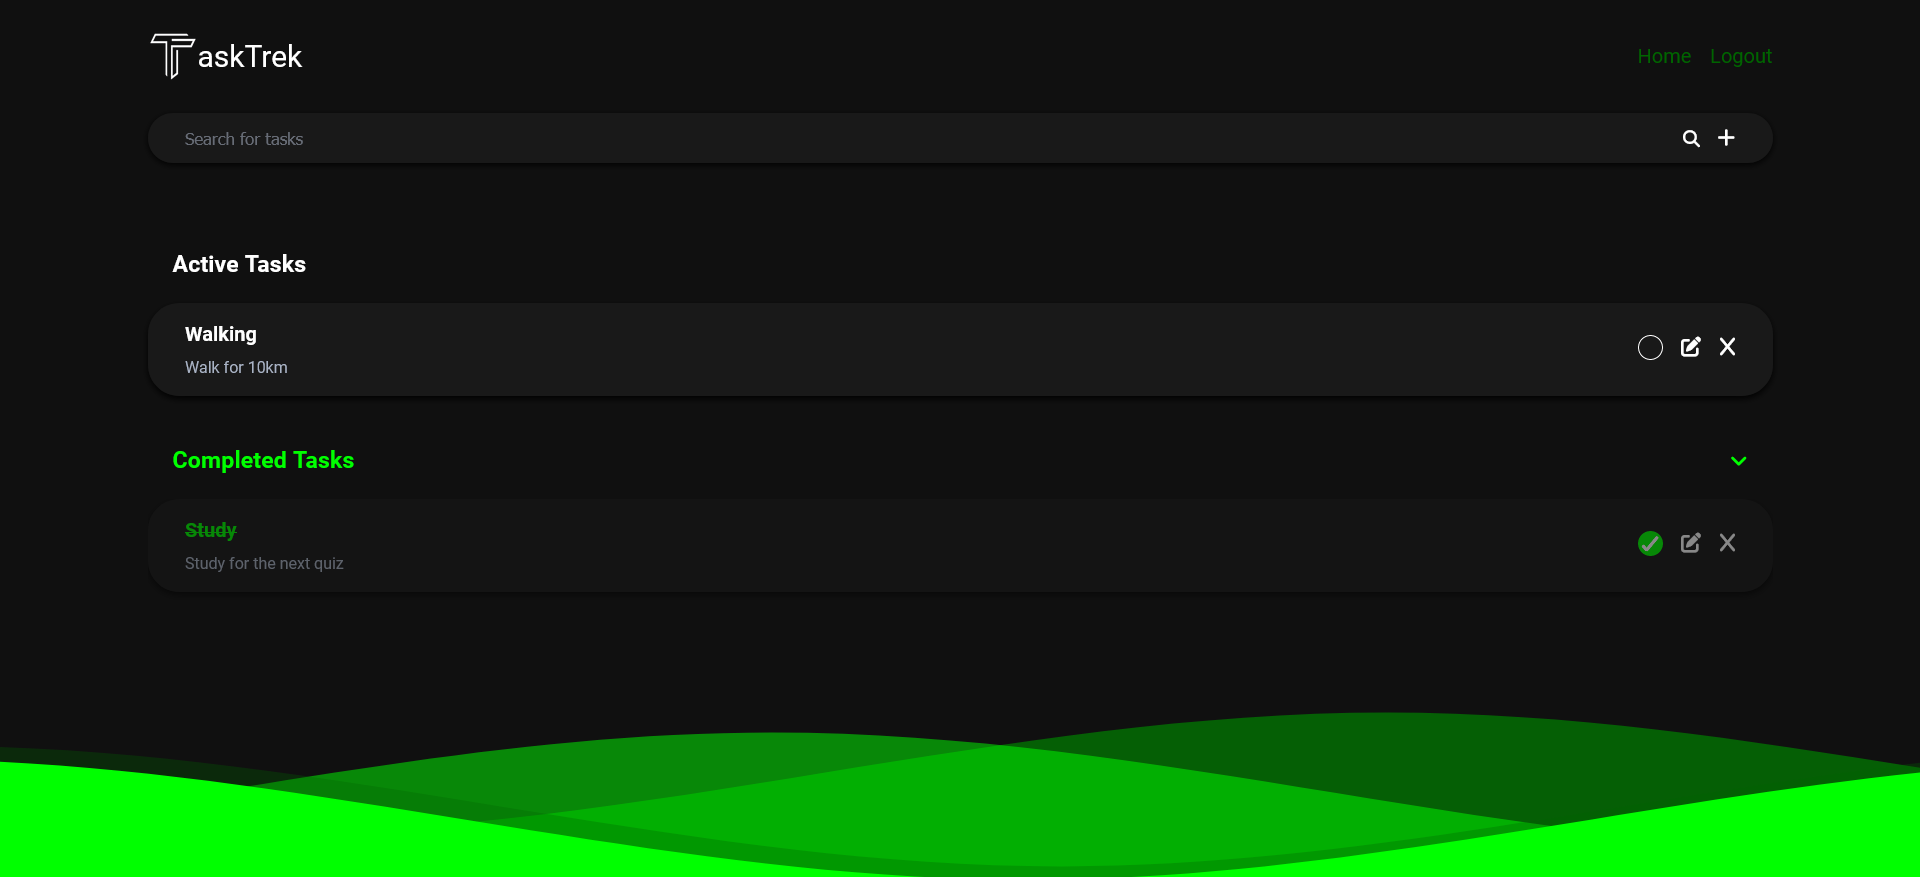 TaskTrek
Home Logout
Search for tasks
Active Tasks
Walking
Walk for 10km
Completed Tasks
Study
Study for the next quiz